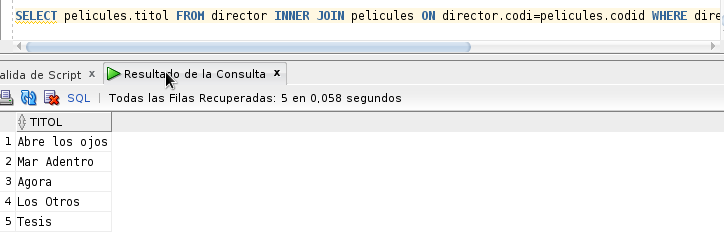 SELECT pelicules.titol FROM director INNER JOIN pelicules ON director.codi=pelicules.codid WHERE dire
alida de Script x Resultado de la Consulta x
SQL | Todas las Filas Recuperadas: 5 en 0,058 segundos
TITOL
1 Abre los ojos
2 Mar Adentro
3 Agora
4 Los Otros
5 Tesis